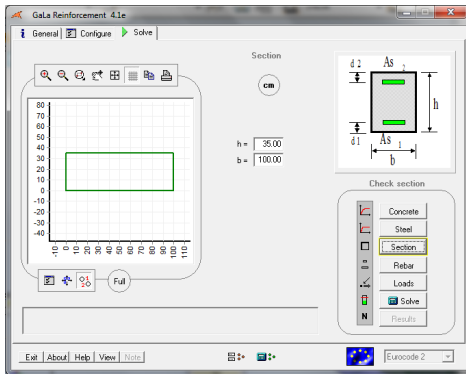 GaLa Reinforcement 4.1e
General Configure Solve
Section
cm
h = 35.00
b = 100.00
80
70
60
50
40
30
20
10
0
-10
-20
-30
-40
-10 0 10 20 30 40 50 60 70 80 90 100 110
Full
d 2 As 2
h
d1 As 1
b
Check section
Concrete
Steel
Section
Rebar
Loads
Solve
N Results
Exit About Help View Note
Eurocode 2